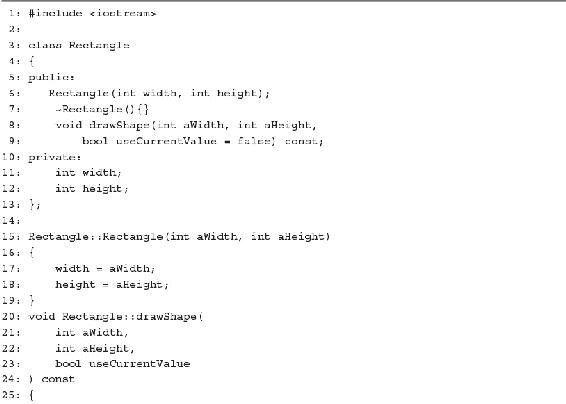 1: #include <iostream>
2:
3: class Rectangle
4: {
5: public:
6: Rectangle(int width, int height);
7: ~Rectangle(){}
8: void drawShape(int aWidth, int aHeight,
9: bool useCurrentValue = false) const;
10: private:
11: int width;
12: int height;
13: };
14:
15: Rectangle::Rectangle(int aWidth, int aHeight)
16: {
17: width = aWidth;
18: height = aHeight;
19: }
20: void Rectangle::drawShape(
21: int aWidth,
22: int aHeight,
23: bool useCurrentValue
24: ) const
25: {